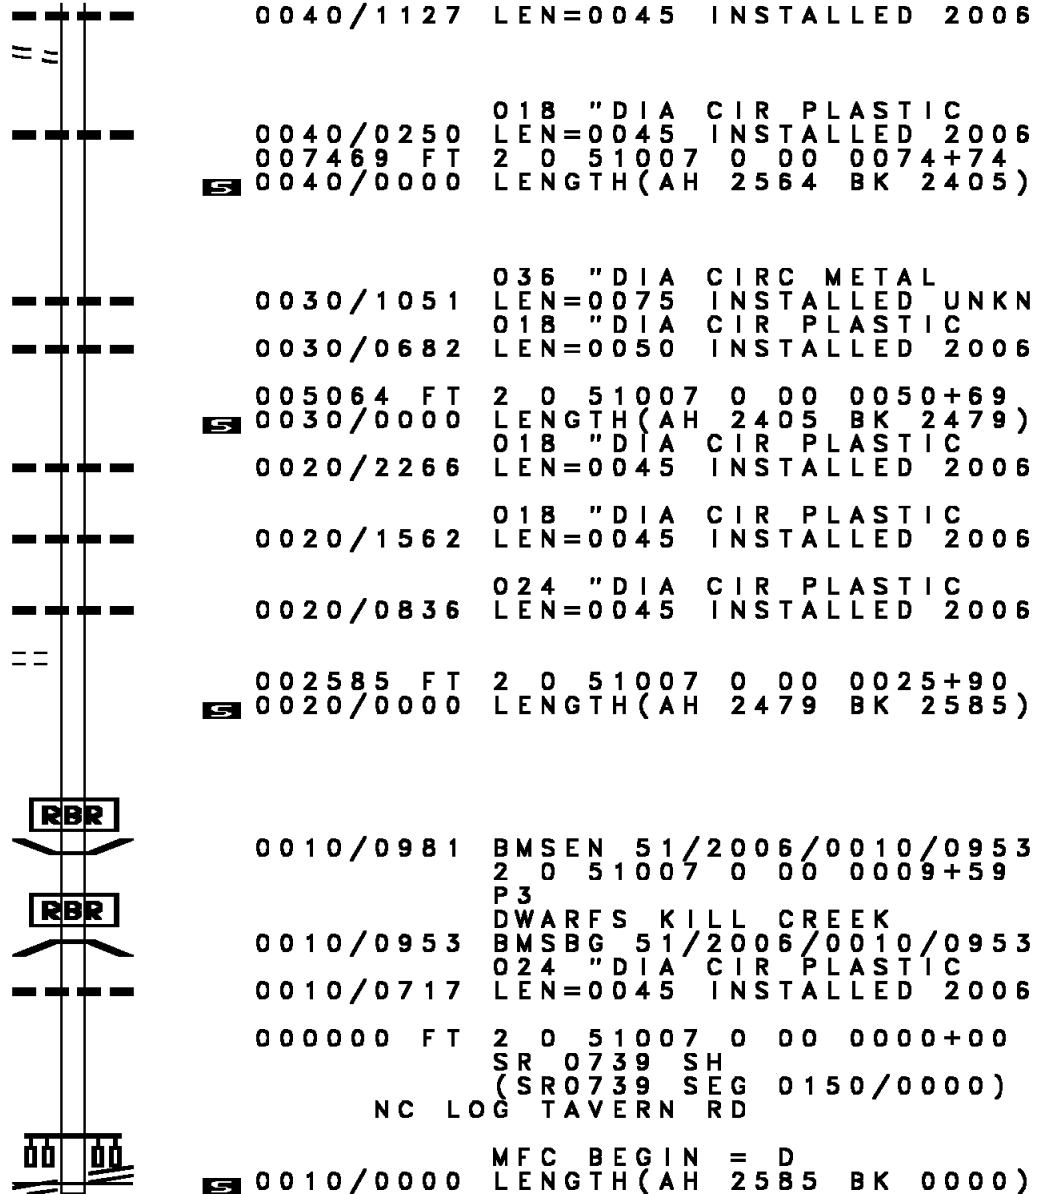 0040/1127 LEN=0045 INSTALLED 2006
018 "DIA CIR PLASTIC
0040/0250 LEN=0045 INSTALLED 2006
007469 FT 2 0 51007 0 00 0074+74
S 0040/0000 LENGTH(AH 2564 BK 2405)
036 "DIA CIRC METAL
0030/1051 LEN=0075 INSTALLED UNKN
018 "DIA CIR PLASTIC
0030/0682 LEN=0050 INSTALLED 2006
005064 FT 2 0 51007 0 00 0050+69
S 0030/0000 LENGTH(AH 2405 BK 2479)
018 "DIA CIR PLASTIC
0020/2266 LEN=0045 INSTALLED 2006
018 "DIA CIR PLASTIC
0020/1562 LEN=0045 INSTALLED 2006
024 "DIA CIR PLASTIC
0020/0836 LEN=0045 INSTALLED 2006
002585 FT 2 0 51007 0 00 0025+90
S 0020/0000 LENGTH(AH 2479 BK 2585)
RBR
0010/0981 BMSEN 51/2006/0010/0953
2 0 51007 0 00 0009+59
P3
RBR
DWARFS KILL CREEK
0010/0953 BMSBG 51/2006/0010/0953
024 "DIA CIR PLASTIC
0010/0717 LEN=0045 INSTALLED 2006
000000 FT 2 0 51007 0 00 0000+00
SR 0739 SH
(SR0739 SEG 0150/0000)
NC LOG TAVERN RD
MFC BEGIN = D
S 0010/0000 LENGTH(AH 2585 BK 0000)